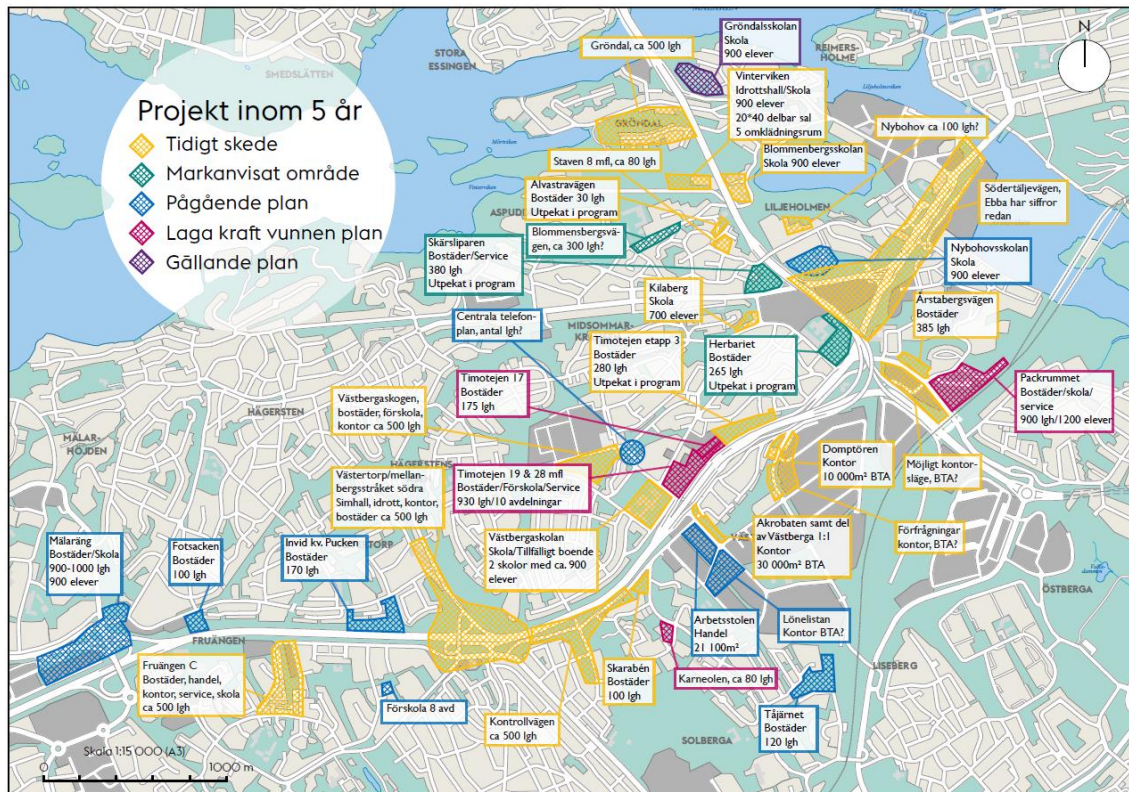 Projekt inom 5 år
Tidigt skede
Markanvisat område
Pågående plan
Laga kraft vunnen plan
Gällande plan
N
SMEDSLÄTTEN
STORA
ESSINGEN
REIMERS-
HOLME
GRÖNDAL
LILJEHOLMEN
HÄGERSTEN
MÄLAR-
HÖJDEN
FRUÄNGEN
SOLBERGA
LISEBERG
ÖSTBERGA
Gröndal, ca 500 lgh
Gröndalsskolan
Skola
900 elever
Vinterviken
Idrottshall/Skola
900 elever
20*40 delbar sal
5 omklädningsrum
Nybohov ca 100 lgh?
Staven 8 mfl, ca 80 lgh
Blommenbergsskolan
Skola 900 elever
Alvastravägen
Bostäder 30 lgh
Utpekat i program
Södertäljevägen,
Ebba har siffror
redan
Blommensbergsvä-
gen, ca 300 lgh?
Skärsliparen
Bostäder/Service
380 lgh
Utpekat i program
Nybohovsskolan
Skola
900 elever
Kilaberg
Skola
700 elever
Årstabergsvägen
Bostäder
385 lgh
Centrala telefon-
plan, antal lgh?
Timotejen etapp 3
Bostäder
280 lgh
Utpekat i program
Herbariet
Bostäder
265 lgh
Utpekat i program
Packrummet
Bostäder/skola/
service
900 lgh/1200 elever
Timotejen 17
Bostäder
175 lgh
Västbergaskogen,
bostäder, förskola,
kontor ca 500 lgh
Domptören
Kontor
10 000m² BTA
Möjligt kontor-
släge, BTA?
Timotejen 19 & 28 mfl
Bostäder/Förskola/Service
930 lgh/10 avdelningar
Västertorp/mellan-
bergsstråket södra
Simhall, idrott, kontor,
bostäder ca 500 lgh
Förfrågningar
kontor, BTA?
Akrobaten samt del
av Västberga 1:1
Kontor
30 000m² BTA
Västbergaskolan
Skola/Tillfälligt boende
2 skolor med ca. 900
elever
Mälaräng
Bostäder/Skola
900-1000 lgh
900 elever
Fotsacken
Bostäder
100 lgh
Invid kv. Pucken
Bostäder
170 lgh
Arbetsstolen
Handel
21 100m²
Lönelistan
Kontor BTA?
Fruängen C
Bostäder, handel,
kontor, service, skola
ca 500 lgh
Skarabén
Bostäder
100 lgh
Karneolen, ca 80 lgh
Förskola 8 avd
Kontrollvägen
ca 500 lgh
Tåjärnet
Bostäder
120 lgh
Skala 1:15 000 (A3)
0
1000 m